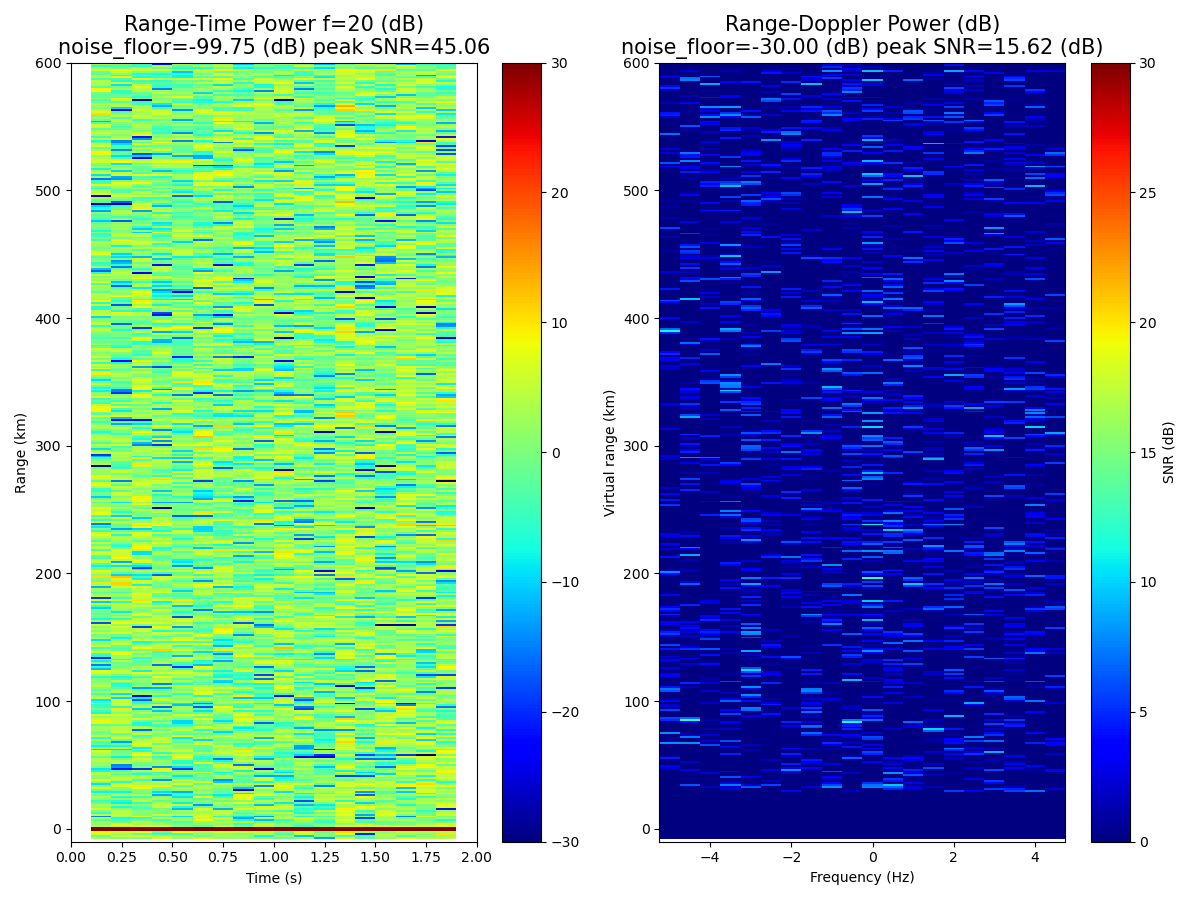 Range-Time Power f=20 (dB)
noise_floor=-99.75 (dB) peak SNR=45.06
Range (km)
600
500
400
300
200
100
0
0.00 0.25 0.50 0.75 1.00 1.25 1.50 1.75 2.00
Time (s)
30
20
10
0
−10
−20
−30
Range-Doppler Power (dB)
noise_floor=-30.00 (dB) peak SNR=15.62 (dB)
Virtual range (km)
600
500
400
300
200
100
0
−4 −2 0 2 4
Frequency (Hz)
30
25
20
15
10
5
0
SNR (dB)